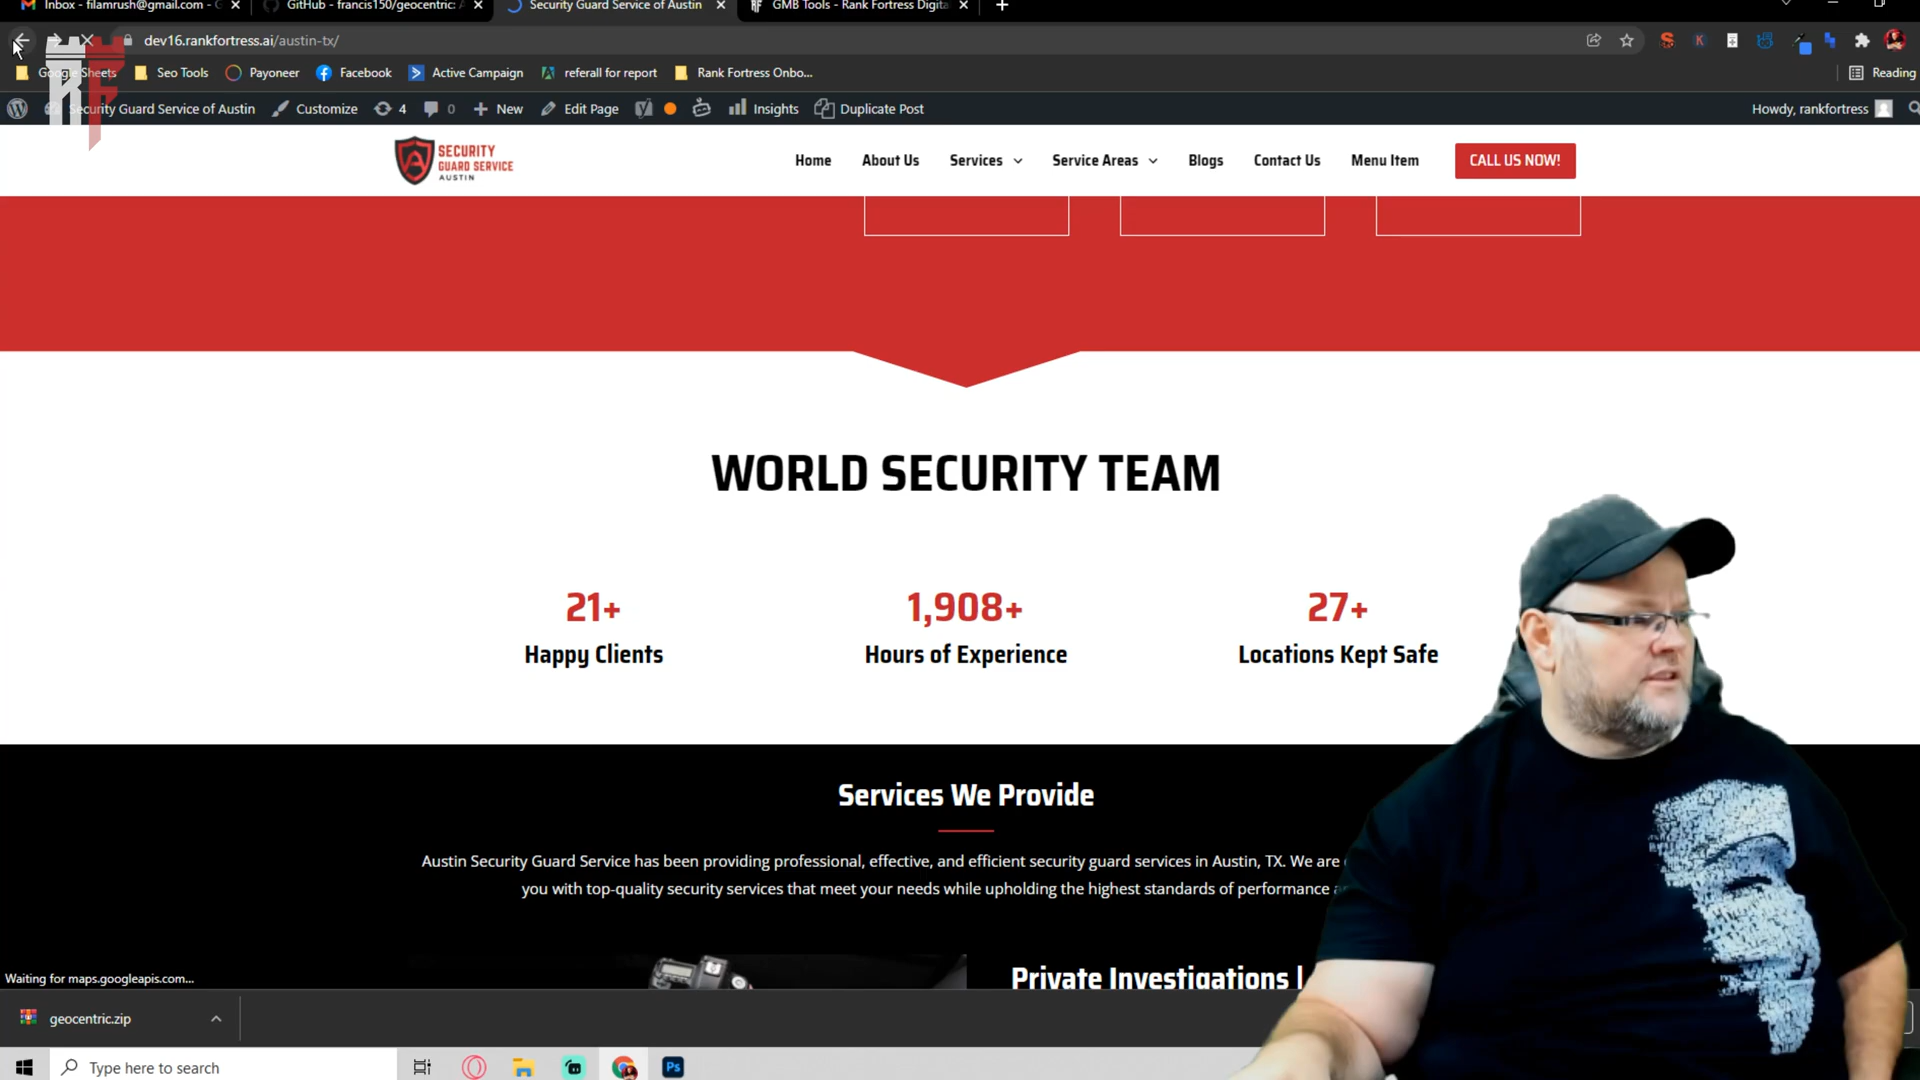 Inbox - filamrush@gmail.com - G
GitHub - francis150/geocentric: A
Security Guard Service of Austin
GMB Tools - Rank Fortress Digita
dev16.rankfortress.ai/austin-tx/
Google Sheets
Seo Tools
Payoneer
Facebook
Active Campaign
referall for report
Rank Fortress Onbo...
Reading
Security Guard Service of Austin
Customize
4
0
New
Edit Page
Insights
Duplicate Post
Howdy, rankfortress
RF
SECURITY
GUARD SERVICE
AUSTIN
Home
About Us
Services
Service Areas
Blogs
Contact Us
Menu Item
CALL US NOW!
WORLD SECURITY TEAM
21+
1,908+
27+
Happy Clients
Hours of Experience
Locations Kept Safe
Services We Provide
Austin Security Guard Service has been providing professional, effective, and efficient security guard services in Austin, TX. We are
you with top-quality security services that meet your needs while upholding the highest standards of performance
Private Investigations |
Waiting for maps.googleapis.com...
geocentric.zip
Type here to search
Ps